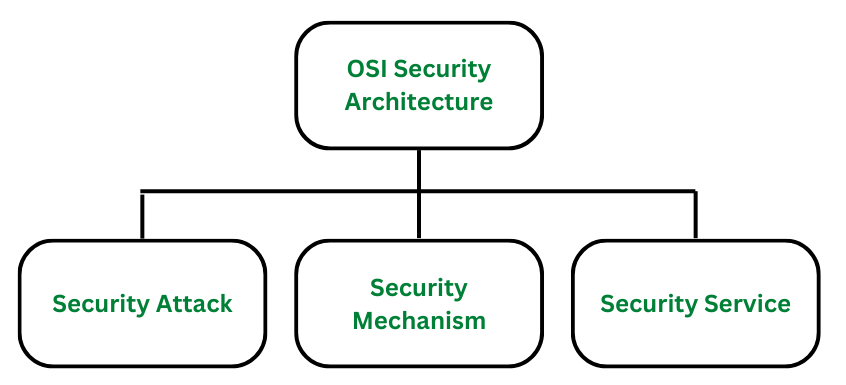 OSI Security
Architecture
Security Attack
Security
Mechanism
Security Service